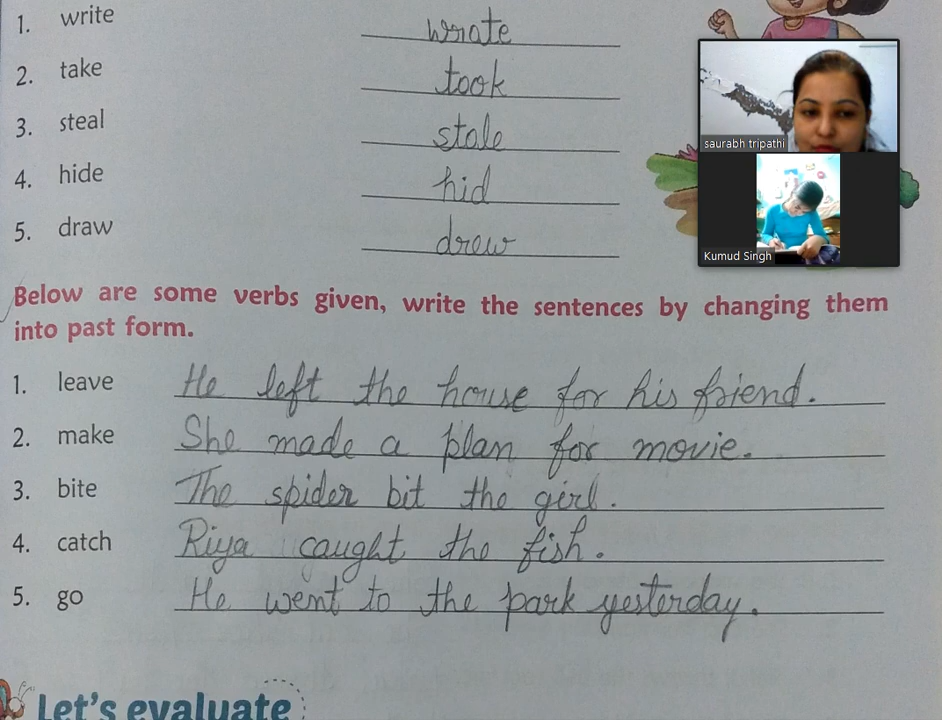 1. write wrote
2. take took
3. steal stole
4. hide hid
5. draw drew
saurabh tripathi
Kumud Singh
Below are some verbs given, write the sentences by changing them
into past form.
1. leave He left the house for his friend.
2. make She made a plan for movie.
3. bite The spider bit the girl.
4. catch Riya caught the fish.
5. go He went to the park yesterday.
Let's evaluate